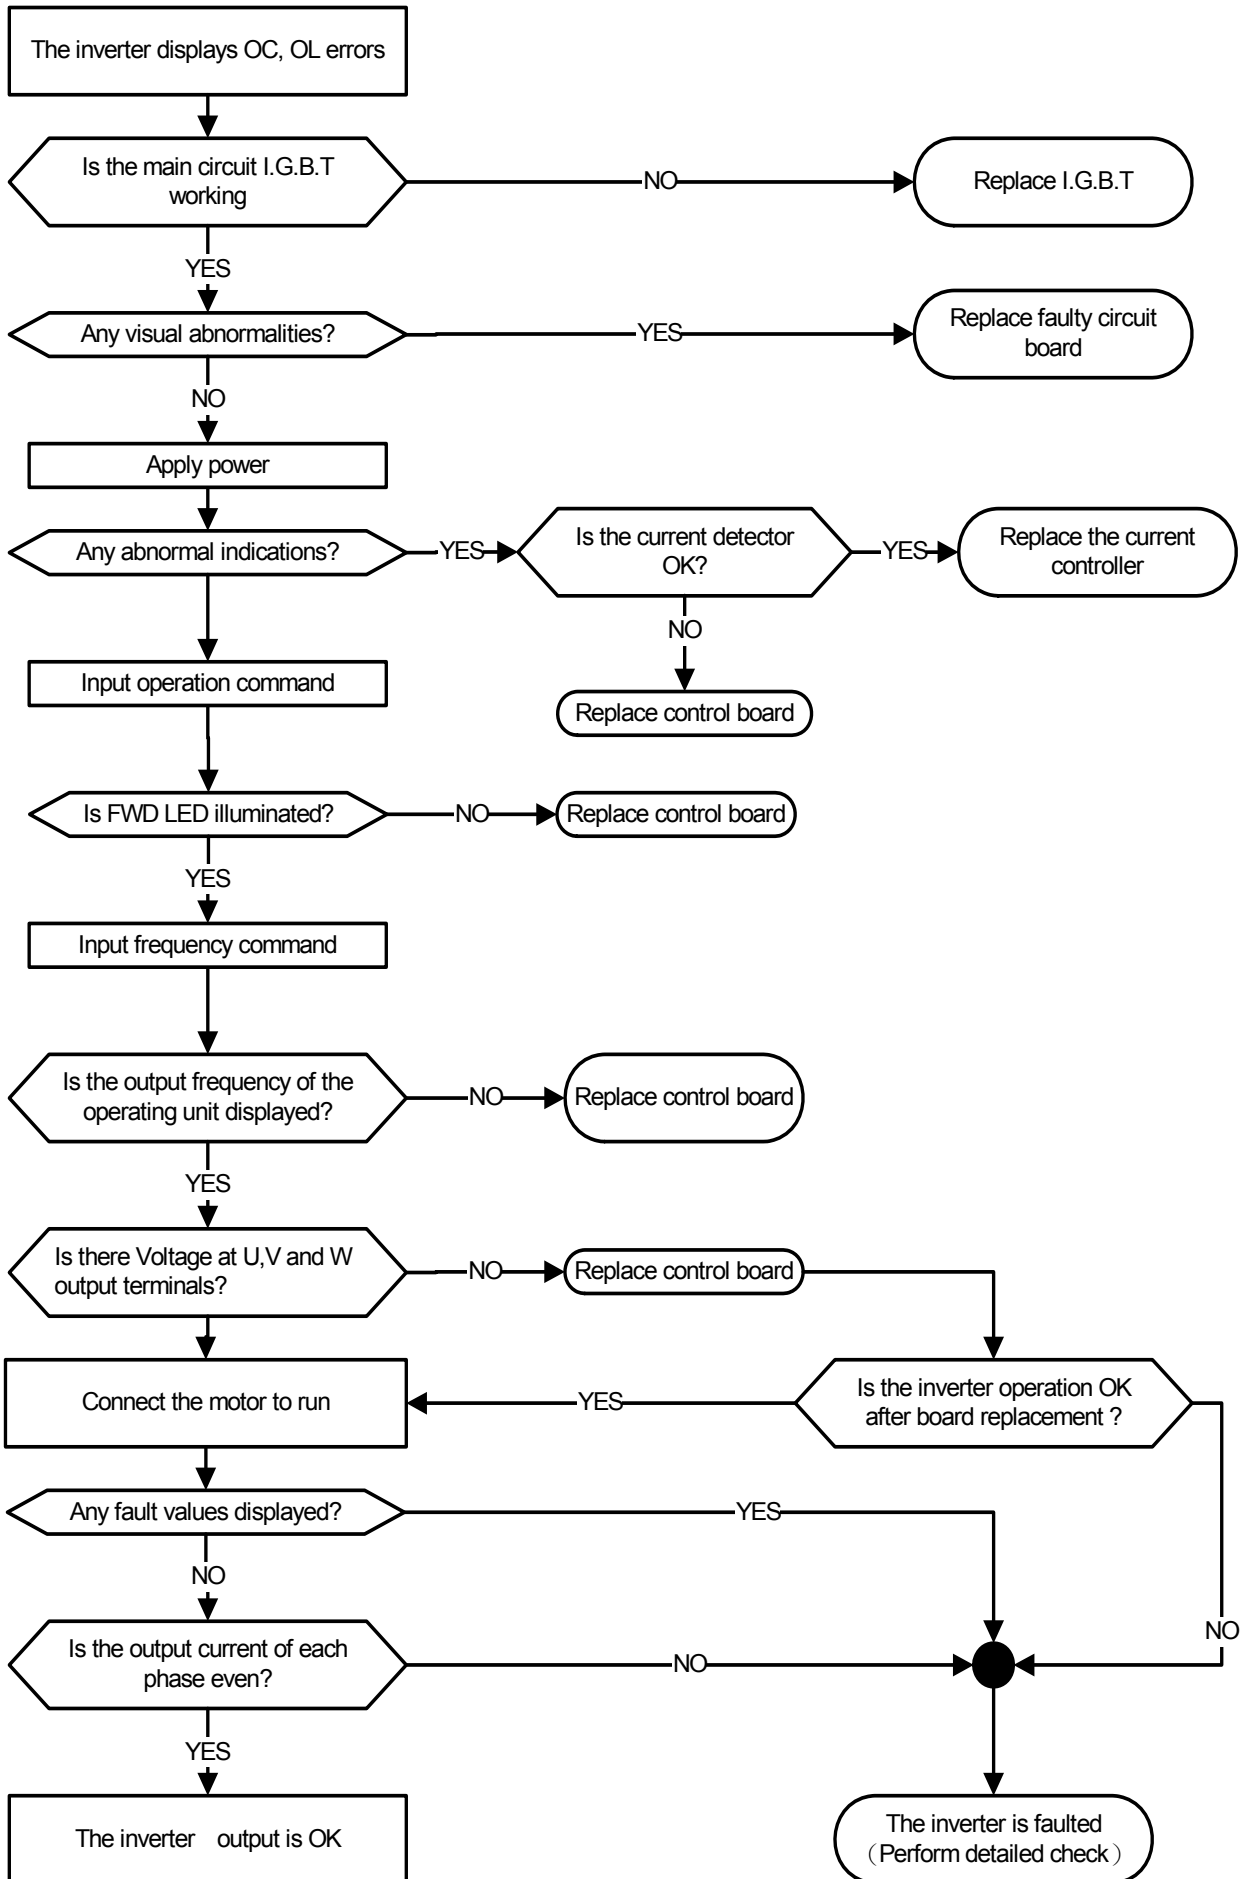 The inverter displays OC, OL errors
Is the main circuit I.G.B.T
working
NO
Replace I.G.B.T
YES
Any visual abnormalities?
YES
Replace faulty circuit
board
NO
Apply power
Any abnormal indications?
YES
Is the current detector
OK?
YES
Replace the current
controller
NO
Replace control board
Input operation command
Is FWD LED illuminated?
NO
Replace control board
YES
Input frequency command
Is the output frequency of the
operating unit displayed?
NO
Replace control board
YES
Is there Voltage at U,V and W
output terminals?
NO
Replace control board
Connect the motor to run
YES
Is the inverter operation OK
after board replacement ?
Any fault values displayed?
YES
NO
NO
Is the output current of each
phase even?
NO
YES
The inverter output is OK
The inverter is faulted
（Perform detailed check）